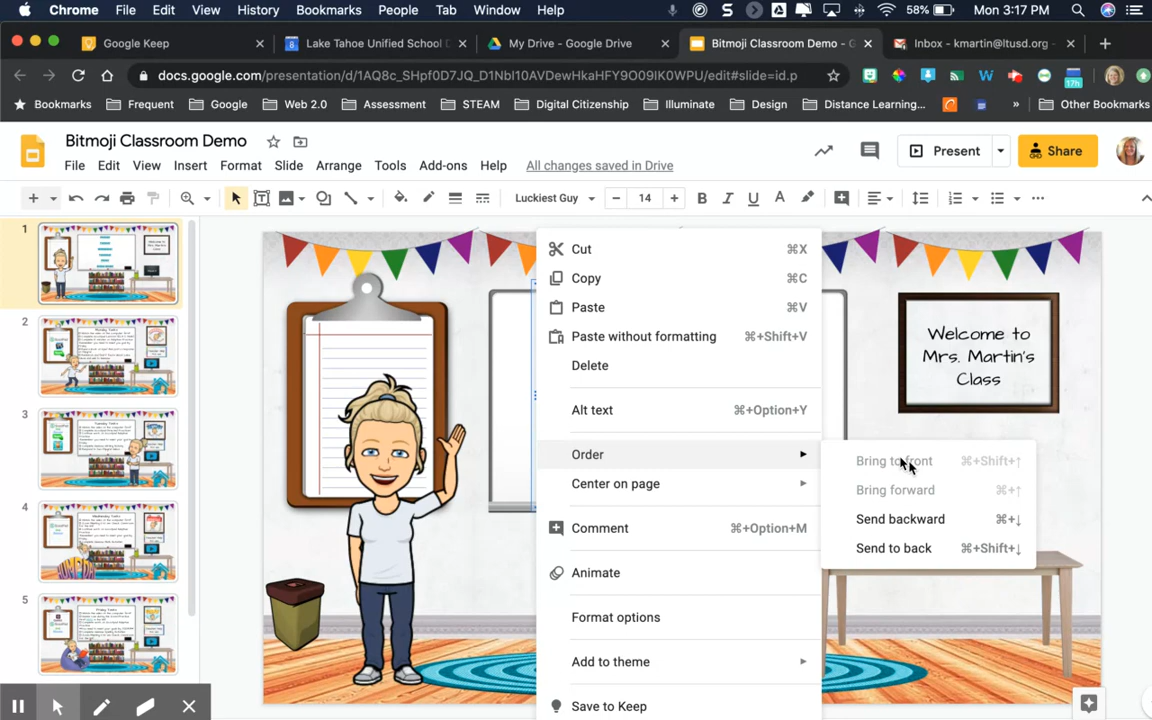 Chrome File Edit View History Bookmarks People Tab Window Help 58% Mon 3:17 PM
Google Keep Lake Tahoe Unified School D My Drive - Google Drive Bitmoji Classroom Demo - G Inbox - kmartin@ltusd.org -
docs.google.com/presentation/d/1AQ8c_SHpf0D7JQ_D1NbI10AVDewHkaHFY9O09IK0WPU/edit#slide=id.p
17h
Bookmarks Frequent Google Web 2.0 Assessment STEAM Digital Citizenship Illuminate Design Distance Learning... » Other Bookmarks
Bitmoji Classroom Demo
File Edit View Insert Format Slide Arrange Tools Add-ons Help All changes saved in Drive
Present Share
Luckiest Guy 14 B I U A
1
2
3
4
5
Cut ⌘X
Copy ⌘C
Paste ⌘V
Paste without formatting ⌘+Shift+V
Delete
Alt text ⌘+Option+Y
Order
Center on page
Comment ⌘+Option+M
Animate
Format options
Add to theme
Save to Keep
Bring to front ⌘+Shift+↑
Bring forward ⌘+↑
Send backward ⌘+↓
Send to back ⌘+Shift+↓
Welcome to
Mrs. Martin's
Class